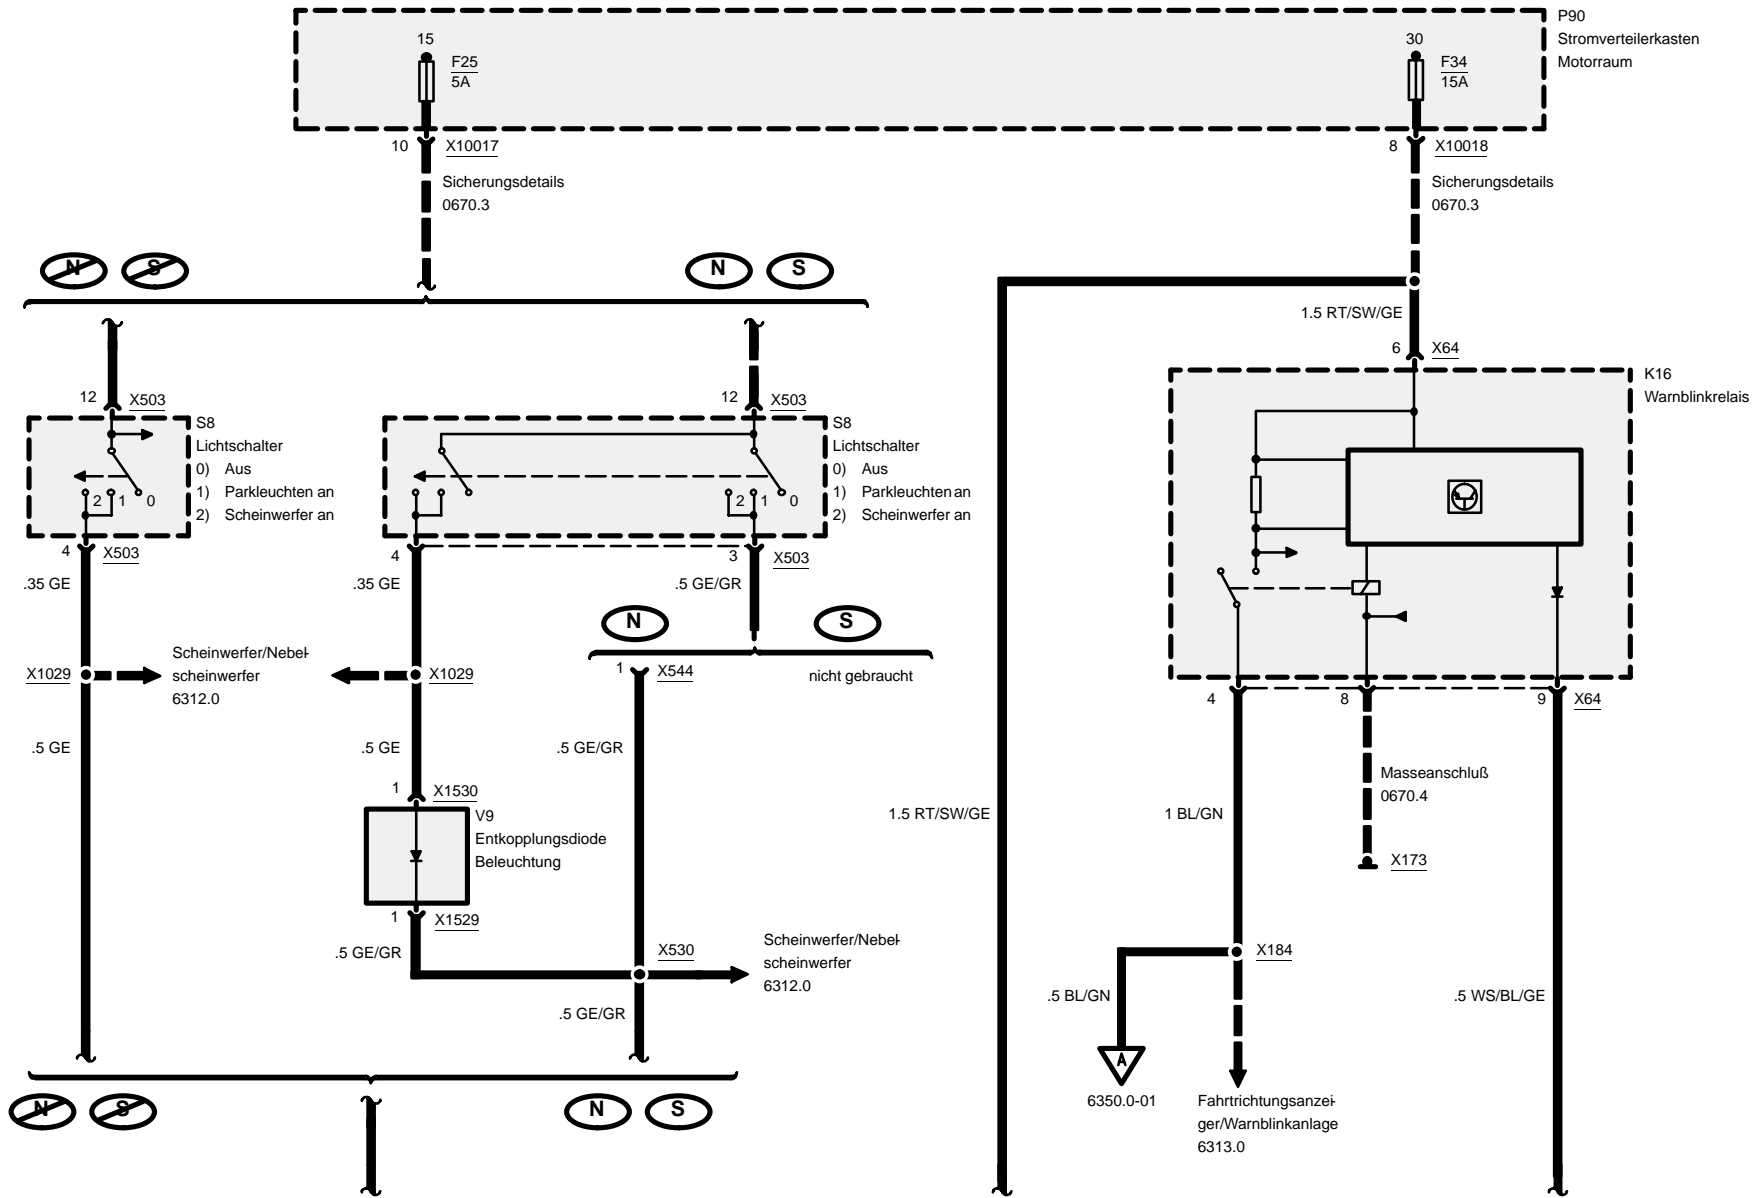 P90
Stromverteilerkasten
Motorraum
15
F25
5A
30
F34
15A
10
X10017
8
X10018
Sicherungsdetails
0670.3
Sicherungsdetails
0670.3
N
S
N
S
1.5 RT/SW/GE
6
X64
K16
Warnblinkrelais
12
X503
S8
Lichtschalter
0) Aus
1) Parkleuchten an
2) Scheinwerfer an
2
1
0
12
X503
S8
Lichtschalter
0) Aus
1) Parkleuchten an
2) Scheinwerfer an
2
1
0
4
X503
4
3
X503
.35 GE
.35 GE
.5 GE/GR
N
S
X1029
Scheinwerfer/Nebel-
scheinwerfer
6312.0
X1029
1
X544
nicht gebraucht
4
8
9
X64
.5 GE
.5 GE
.5 GE/GR
Masseanschluß
0670.4
1
X1530
V9
Entkopplungsdiode
Beleuchtung
1.5 RT/SW/GE
1 BL/GN
X173
1
X1529
.5 GE/GR
X530
Scheinwerfer/Nebel-
scheinwerfer
6312.0
X184
.5 GE/GR
.5 BL/GN
.5 WS/BL/GE
A
6350.0-01
Fahrtrichtungsanzei-
ger/Warnblinkanlage
6313.0
N
S
N
S